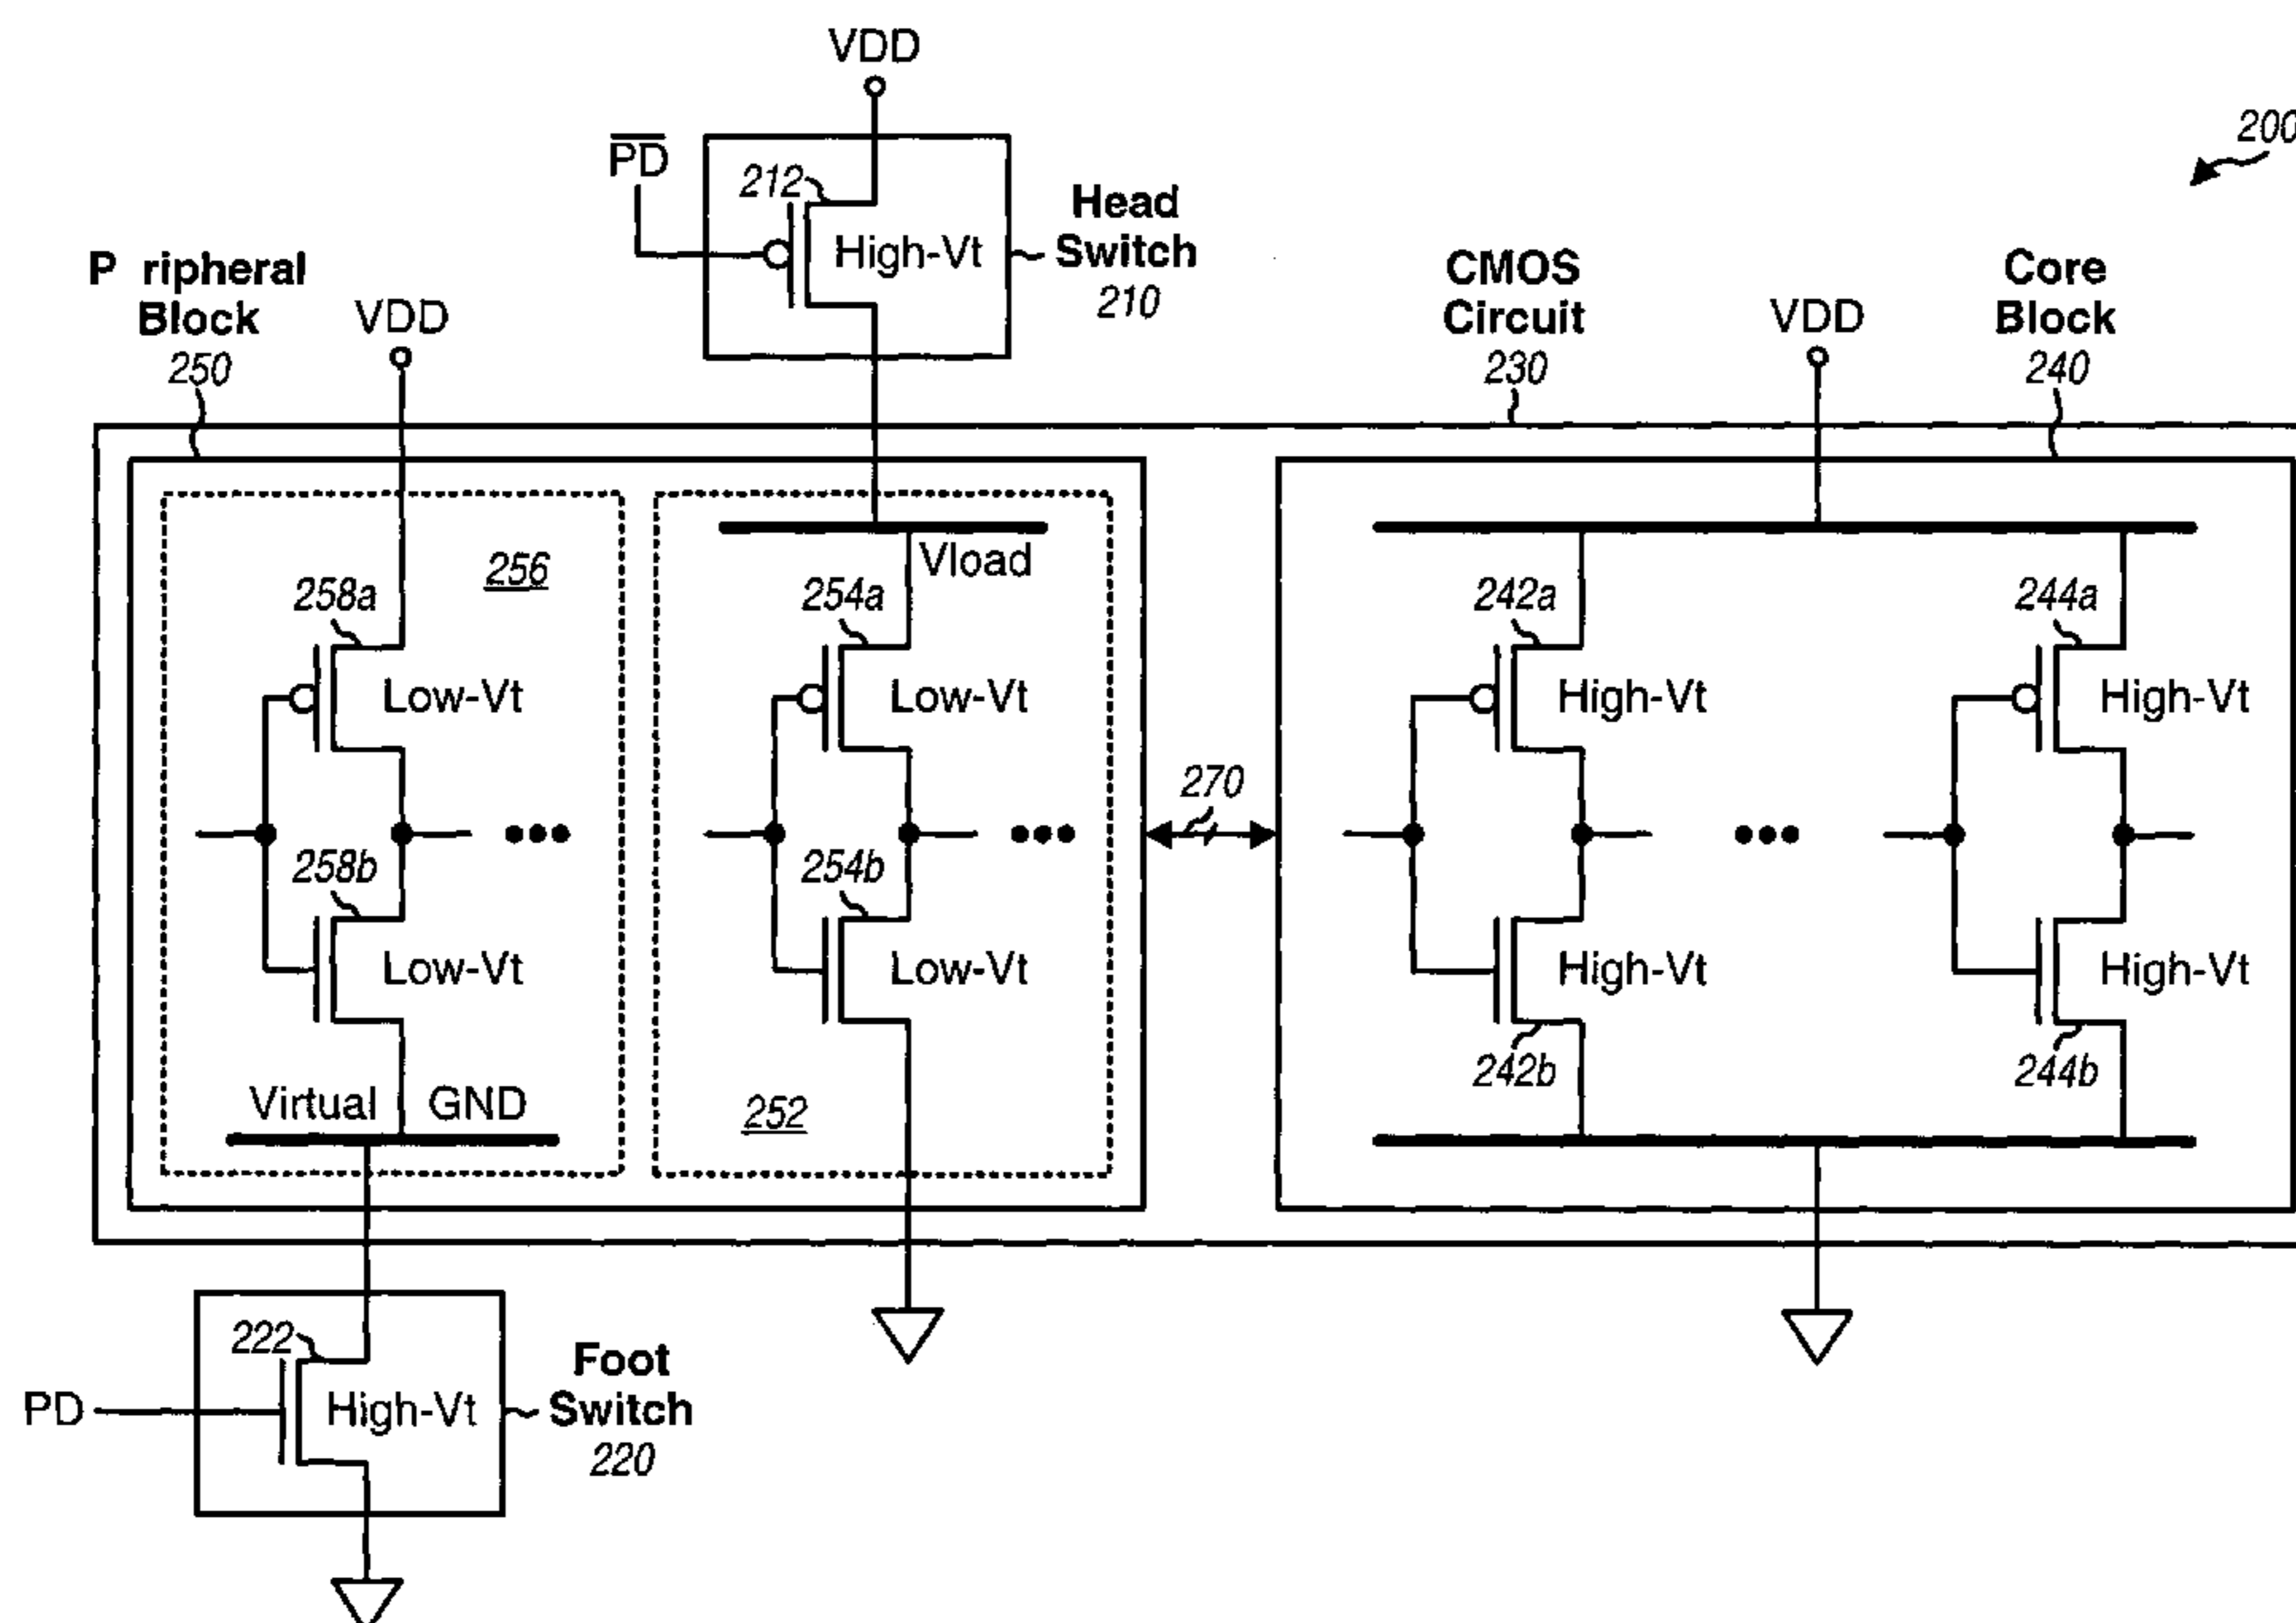 VDD
200
PD
212
High-Vt
Head
Switch
210
P ripheral
Block
250
VDD
CMOS
Circuit
230
VDD
Core
Block
240
256
Vload
258a
254a
242a
244a
Low-Vt
Low-Vt
High-Vt
High-Vt
270
258b
254b
Low-Vt
Low-Vt
High-Vt
High-Vt
242b
244b
Virtual GND
252
222
High-Vt
PD
Foot
Switch
220